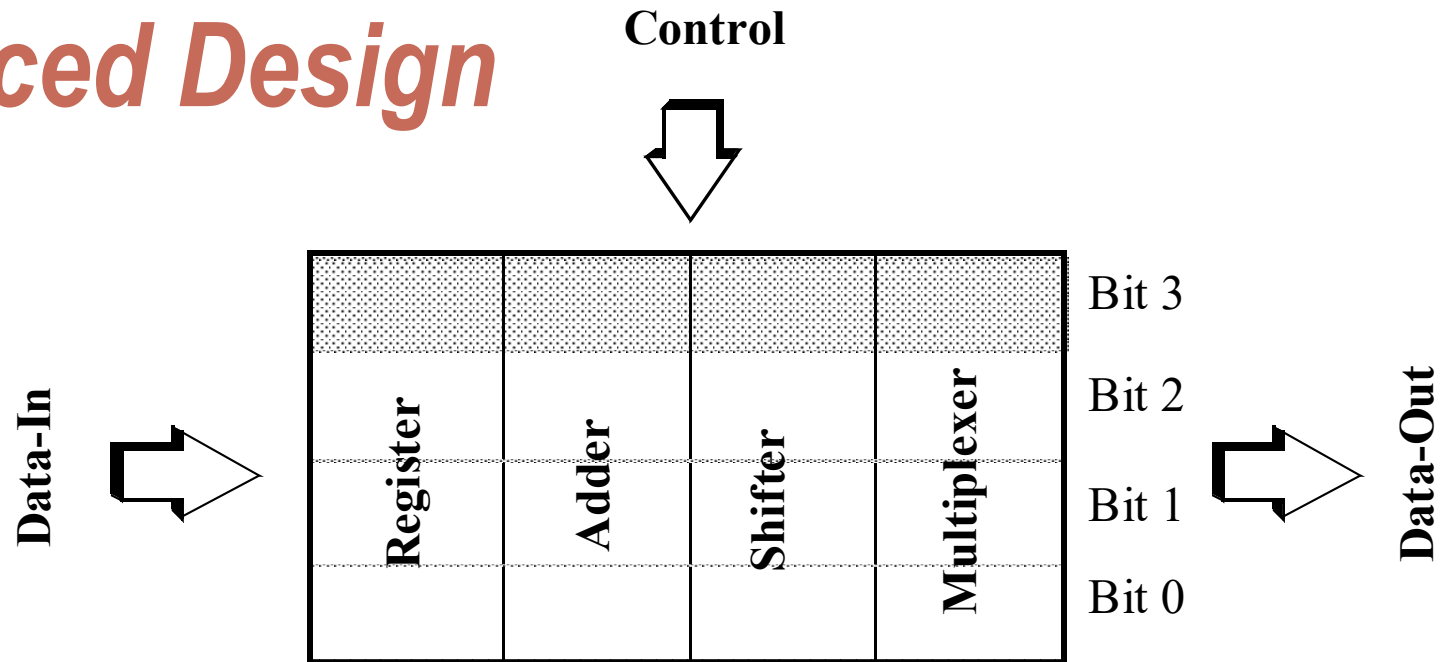 ced Design
Control
Bit 3
Bit 2
Bit 1
Bit 0
Data-In
Register
Adder
Shifter
Multiplexer
Data-Out